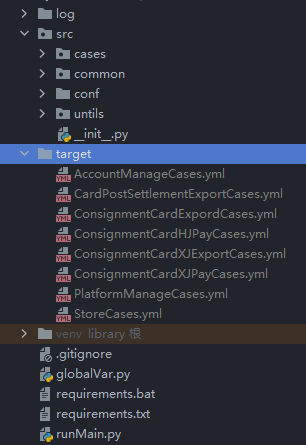 log
src
cases
common
conf
untils
__init__.py
target
AccountManageCases.yml
CardPostSettlementExportCases.yml
ConsignmentCardExpordCases.yml
ConsignmentCardHJPayCases.yml
ConsignmentCardXJExportCases.yml
ConsignmentCardXJPayCases.yml
PlatformManageCases.yml
StoreCases.yml
venv library 根
.gitignore
globalVar.py
requirements.bat
requirements.txt
runMain.py